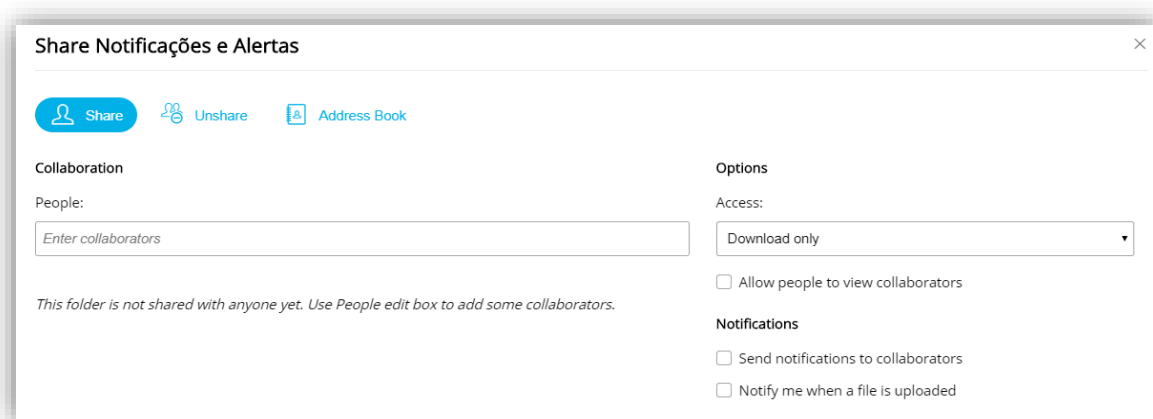 Share Notificações e Alertas
Share
Unshare
Address Book
Collaboration
People:
Enter collaborators
This folder is not shared with anyone yet. Use People edit box to add some collaborators.
Options
Access:
Download only
Allow people to view collaborators
Notifications
Send notifications to collaborators
Notify me when a file is uploaded